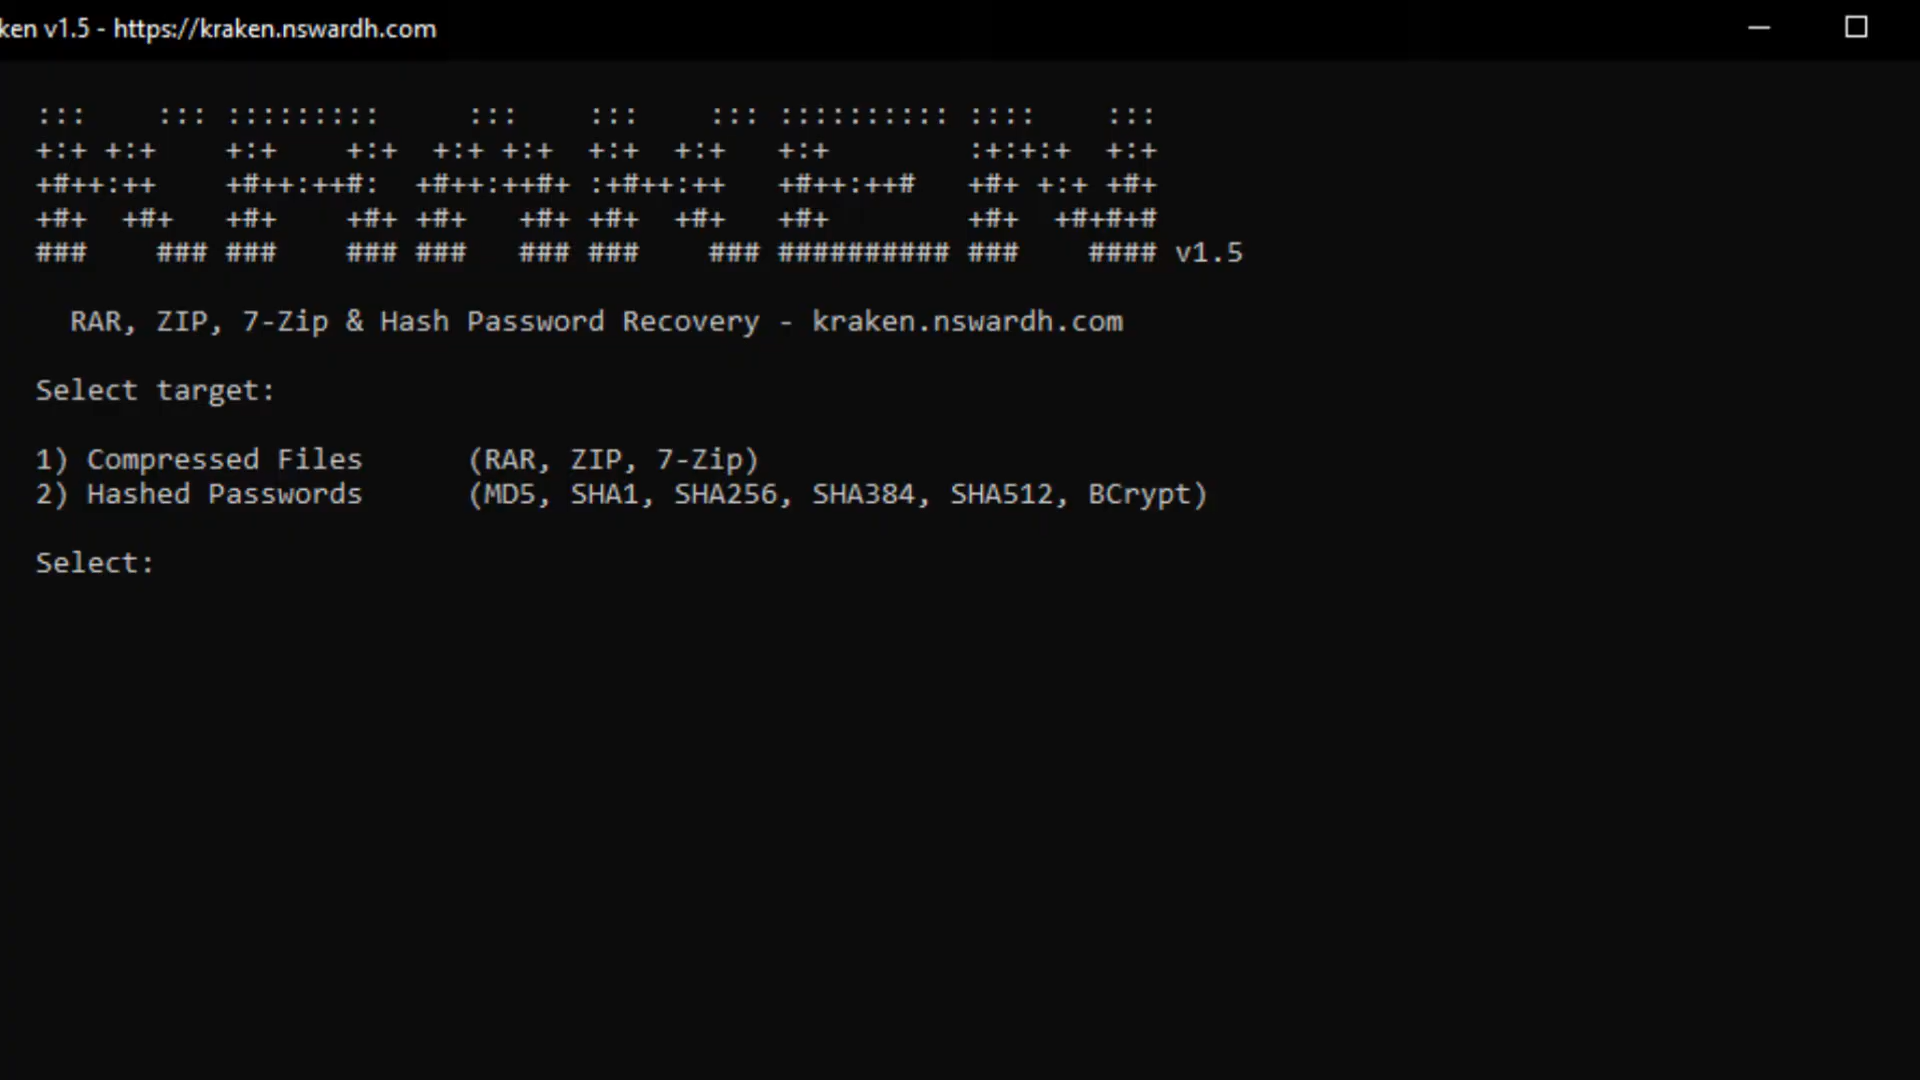 ken v1.5 - https://kraken.nswardh.com
:::    ::: :::::::::     :::    :::    ::: :::::::::: ::::    :::
+:+ +:+    +:+    +:+  +:+ +:+  +:+  +:+   +:+        :+:+:+  +:+
+#++:++    +#++:++#:  +#++:++#+ :+#++:++   +#++:++#   +#+ +:+ +#+
+#+  +#+   +#+    +#+ +#+   +#+ +#+  +#+   +#+        +#+  +#+#+#
###    ### ###    ### ###   ### ###    ### ########## ###    #### v1.5
RAR, ZIP, 7-Zip & Hash Password Recovery - kraken.nswardh.com
Select target:
1) Compressed Files      (RAR, ZIP, 7-Zip)
2) Hashed Passwords      (MD5, SHA1, SHA256, SHA384, SHA512, BCrypt)
Select: